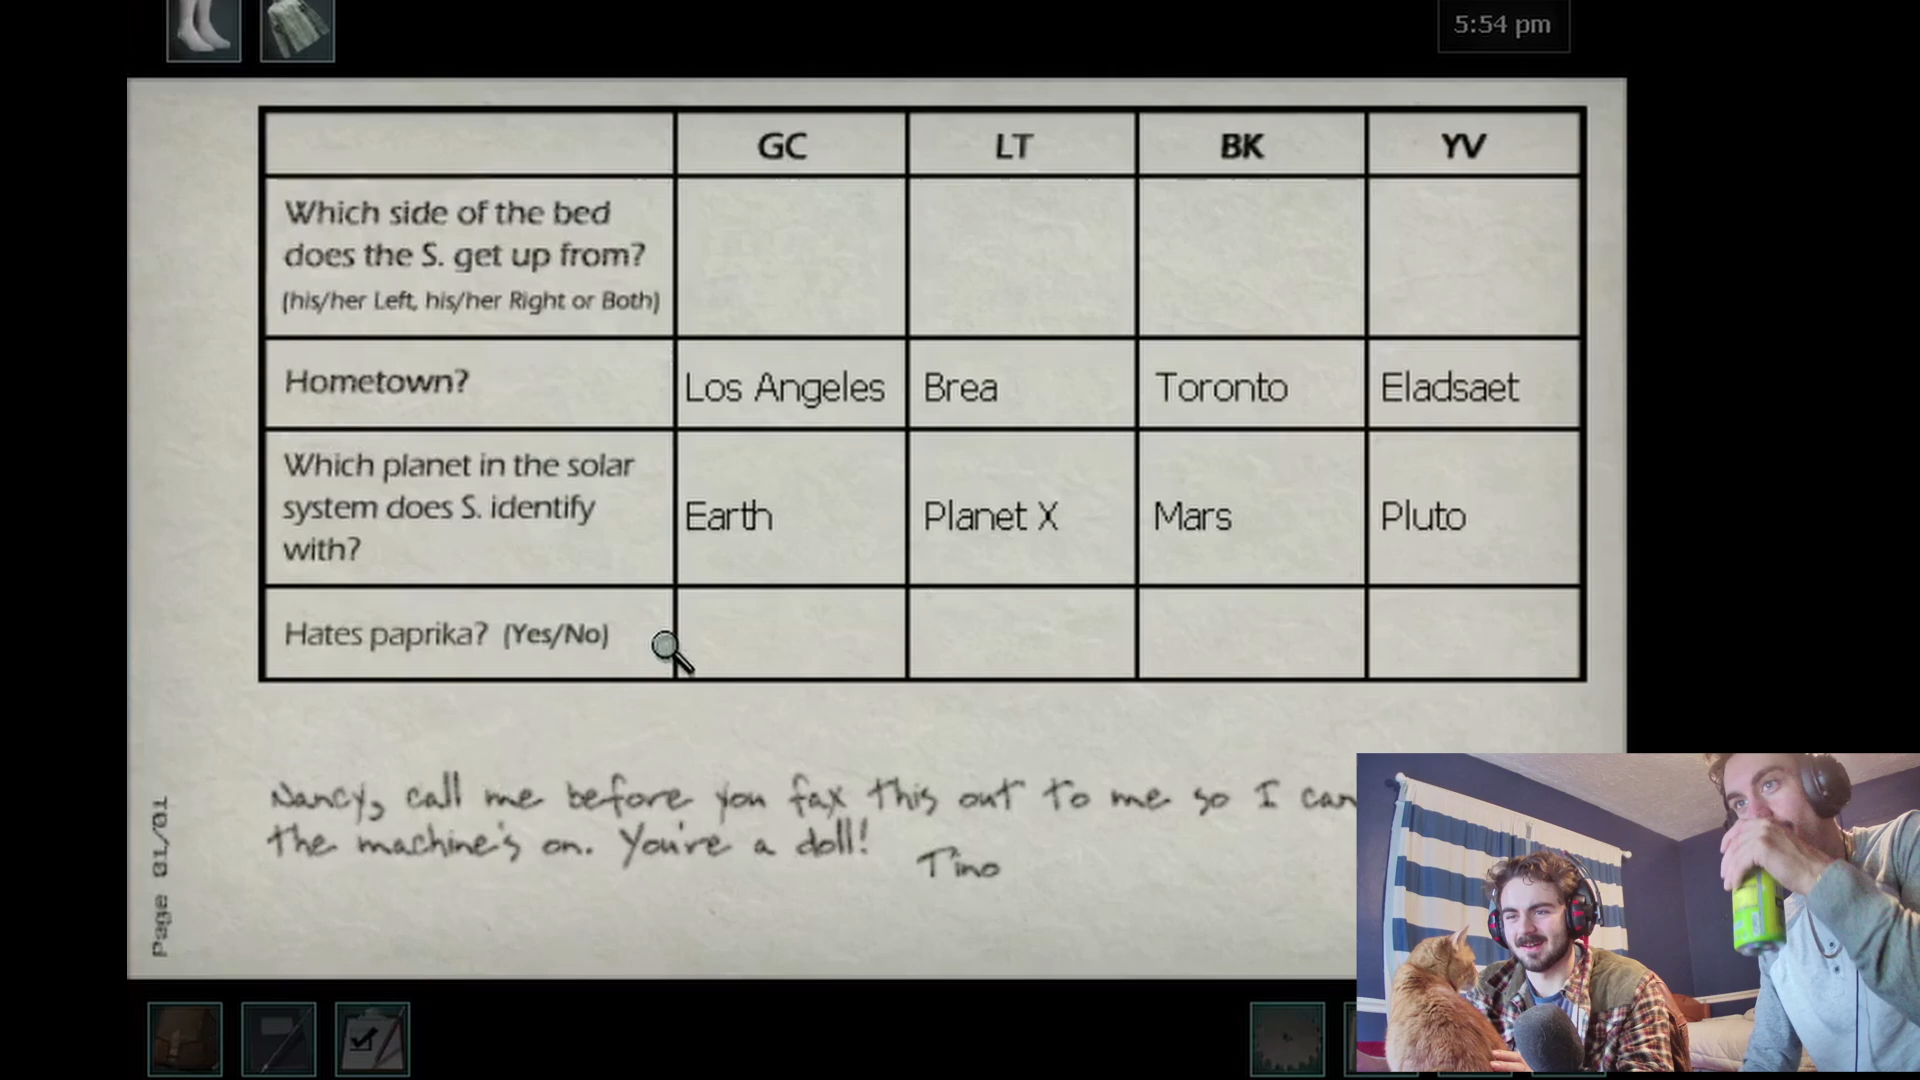 5:54 pm
GC LT BK YV
Which side of the bed
does the S. get up from?
(his/her Left, his/her Right or Both)
Hometown? Los Angeles Brea Toronto Eladsaet
Which planet in the solar
system does S. identify
with?
Earth Planet X Mars Pluto
Hates paprika? (Yes/No)
Nancy, call me before you fax this out to me so I can
the machine's on. You're a doll!
Tino
Page 01/01